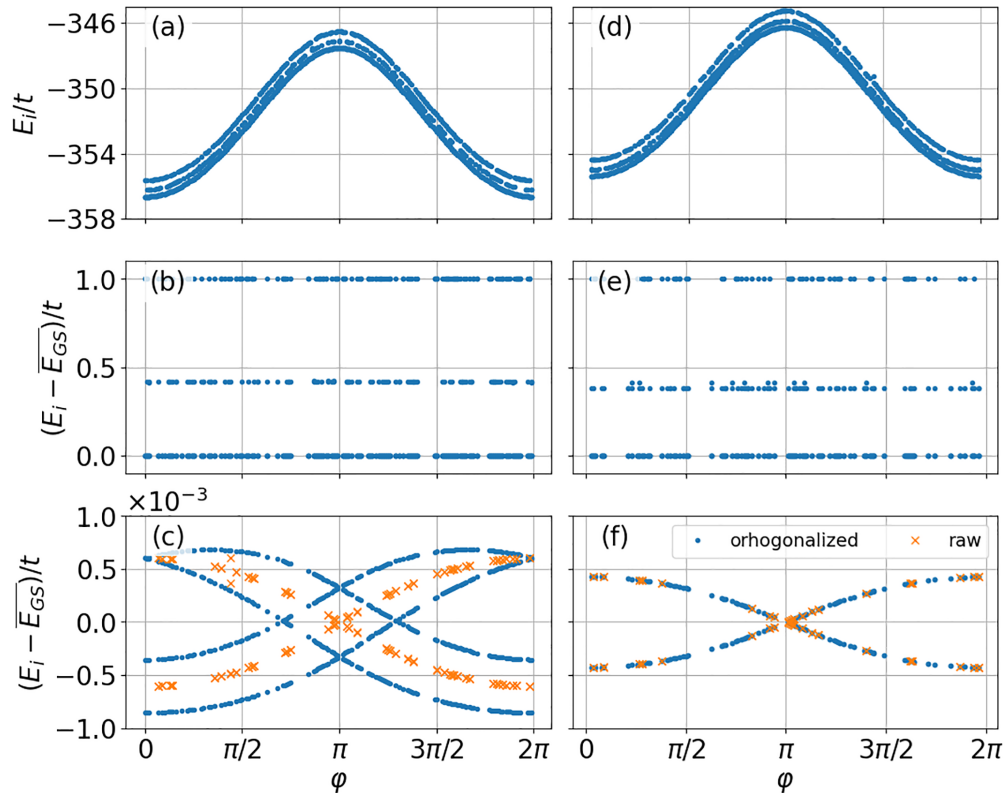 (a)
(d)
−346
−350
−354
−358
E_i/t
(b)
(e)
1.0
0.5
0.0
(E_i − \overline{E_{GS}})/t
×10^{−3}
(c)
(f)
orhogonalized
raw
1.0
0.5
0.0
−0.5
−1.0
(E_i − \overline{E_{GS}})/t
0 π/2 π 3π/2 2π
0 π/2 π 3π/2 2π
φ
φ